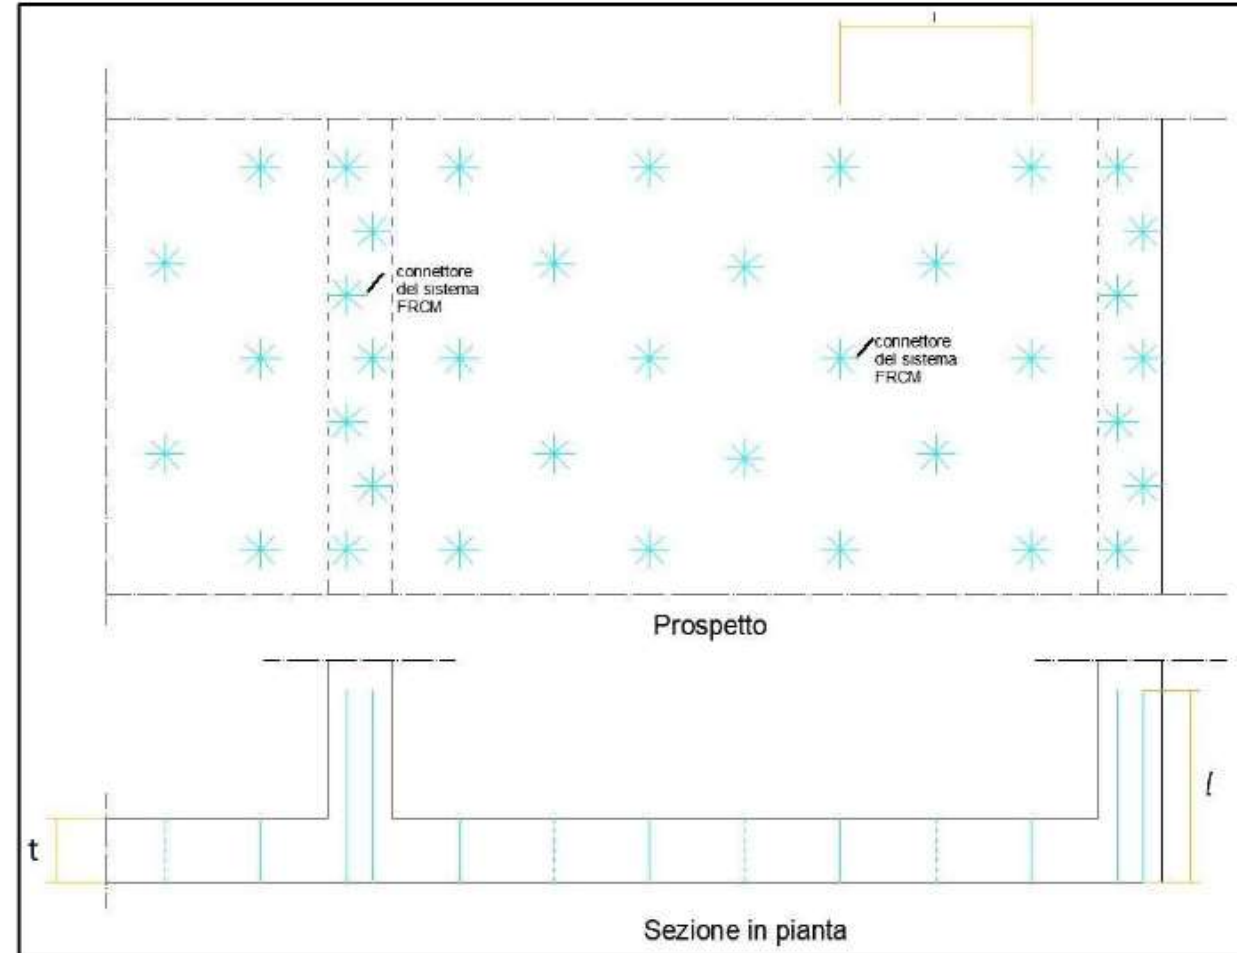 connettore
del sistema
FRCM
connettore
del sistema
FRCM
Prospetto
t
l
Sezione in pianta